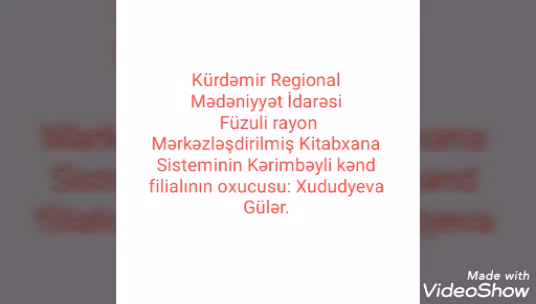 Kürdəmir Regional
Mədəniyyət İdarəsi
Füzuli rayon
Mərkəzləşdirilmiş Kitabxana
Sisteminin Kərimbəyli kənd
filialının oxucusu: Xududyeva
Gülər.
Made with
VideoShow